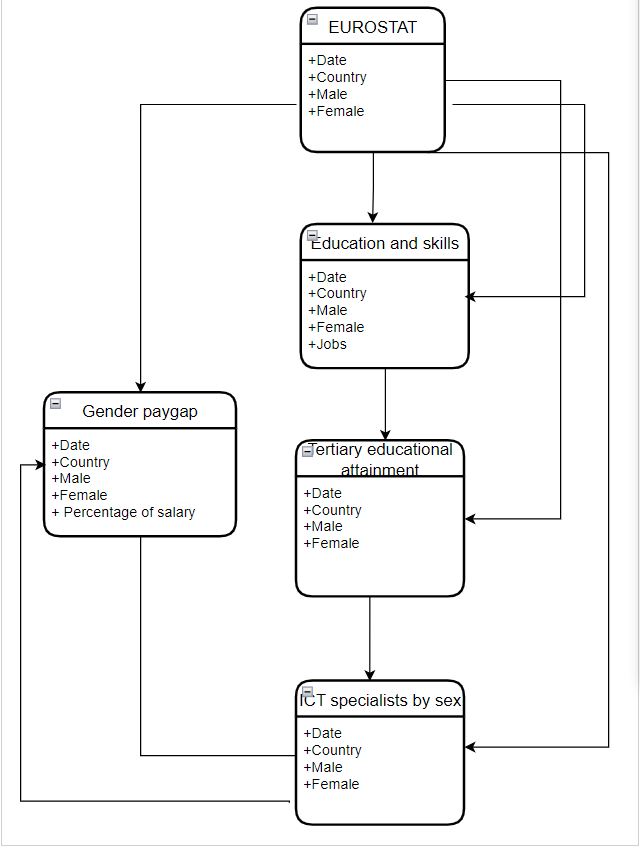 EUROSTAT
+Date
+Country
+Male
+Female
Education and skills
+Date
+Country
+Male
+Female
+Jobs
Gender paygap
+Date
+Country
+Male
+Female
+ Percentage of salary
Tertiary educational
attainment
+Date
+Country
+Male
+Female
ICT specialists by sex
+Date
+Country
+Male
+Female